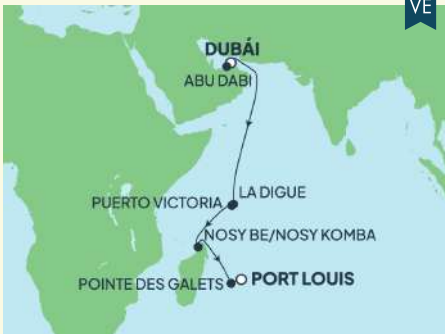 VE
DUBÁI
ABU DABI
LA DIGUE
PUERTO VICTORIA
NOSY BE/NOSY KOMBA
POINTE DES GALETS
PORT LOUIS